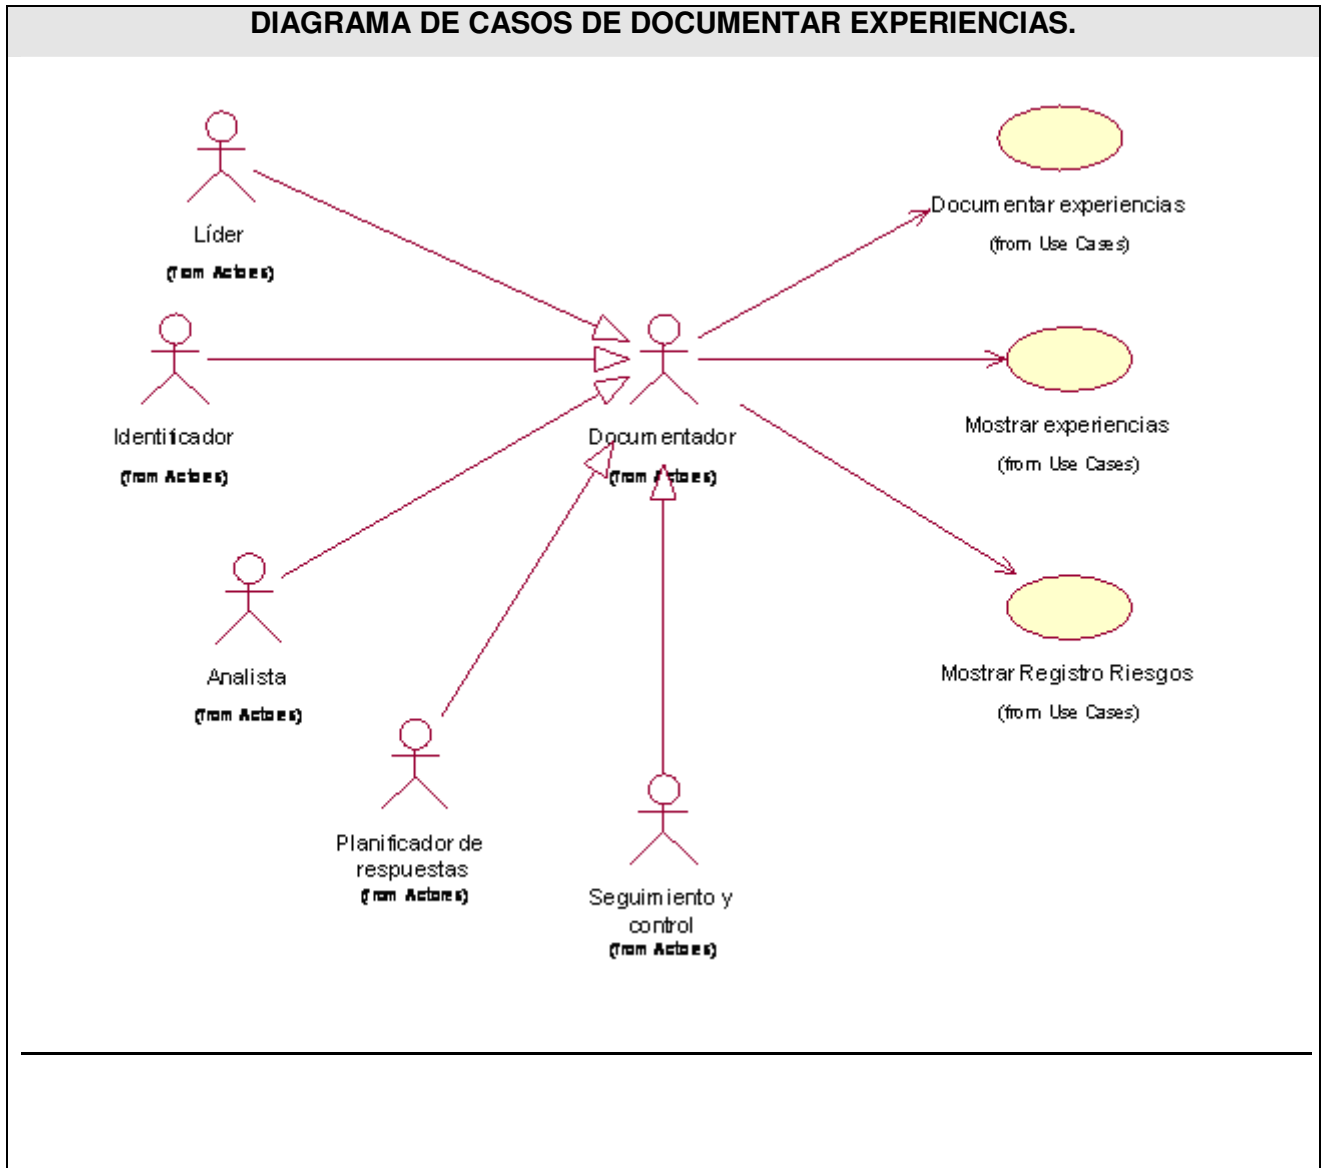 DIAGRAMA DE CASOS DE DOCUMENTAR EXPERIENCIAS.
Líder
(from Actores)
Documentar experiencias
(from Use Cases)
Identificador
(from Actores)
Documentador
(from Actores)
Mostrar experiencias
(from Use Cases)
Analista
(from Actores)
Mostrar Registro Riesgos
(from Use Cases)
Planificador de
respuestas
(from Actores)
Seguimiento y
control
(from Actores)